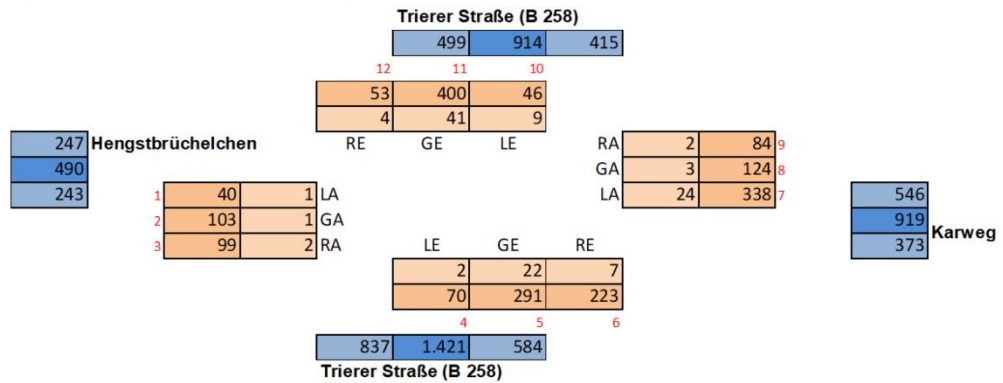 Trierer Straße (B 258)
499 914 415
12 11 10
53 400 46
4 41 9
RE GE LE
247 Hengstbrüchelchen
490
243
RA 2 84 9
GA 3 124 8
LA 24 338 7
1 40 1 LA
2 103 1 GA
3 99 2 RA
546
919
373 Karweg
LE GE RE
2 22 7
70 291 223
4 5 6
837 1.421 584
Trierer Straße (B 258)